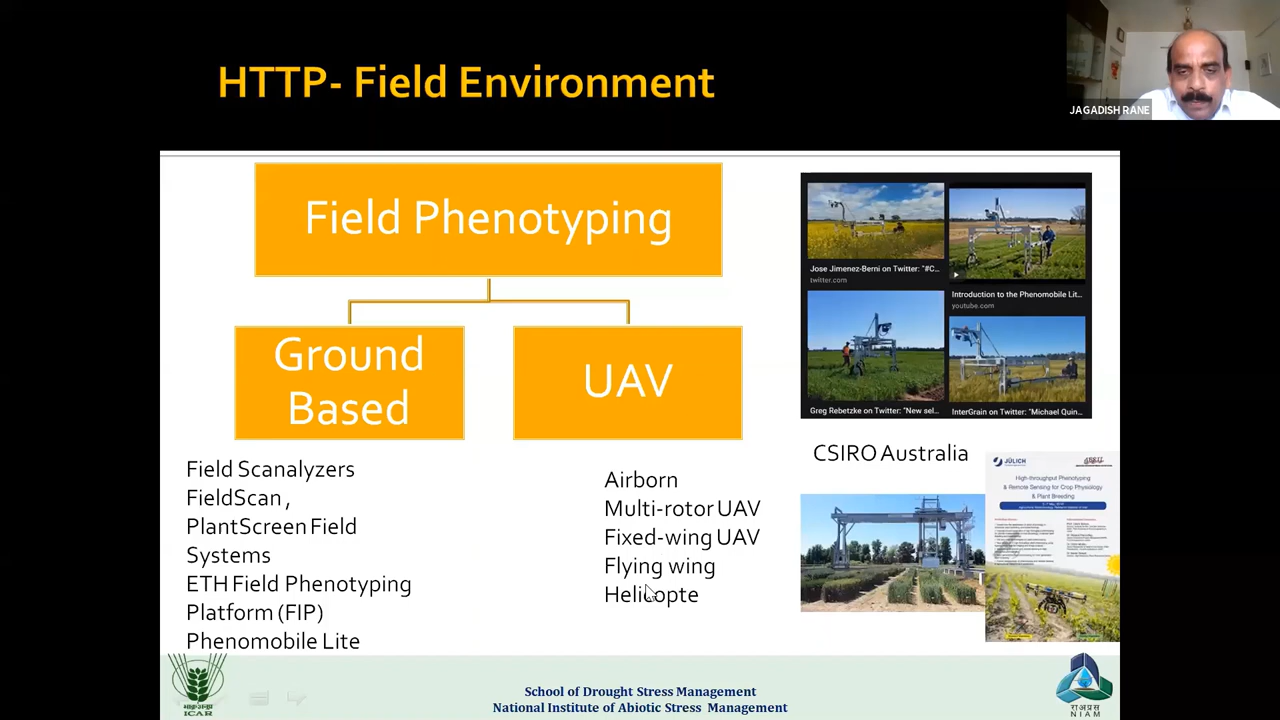 HTTP- Field Environment
JAGADISH RANE
Field Phenotyping
Ground
Based
UAV
Field Scanalyzers
FieldScan ,
PlantScreen Field
Systems
ETH Field Phenotyping
Platform (FIP)
Phenomobile Lite
Airborn
Multi-rotor UAV
Fixed-wing UAV
Flying wing
Helicopte
Jose Jimenez-Berni on Twitter: "#C...
twitter.com
Introduction to the Phenomobile Lit...
youtube.com
Greg Rebetzke on Twitter: "New sel...
InterGrain on Twitter: "Michael Quin...
CSIRO Australia
JÜLICH
High-throughput Phenotyping
& Remote Sensing for Crop Physiology
& Plant Breeding
School of Drought Stress Management
National Institute of Abiotic Stress Management
ICAR
NIAM